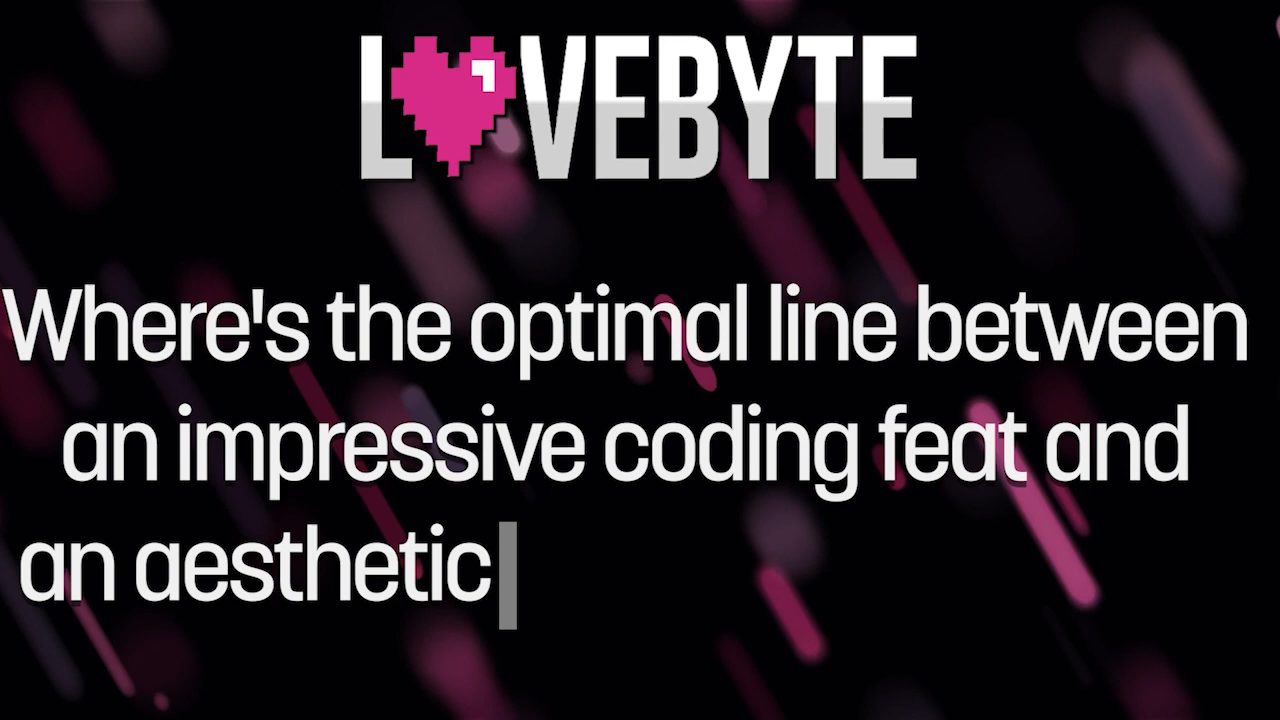 LOVEBYTE
Where's the optimal line between
an impressive coding feat and
an aesthetic